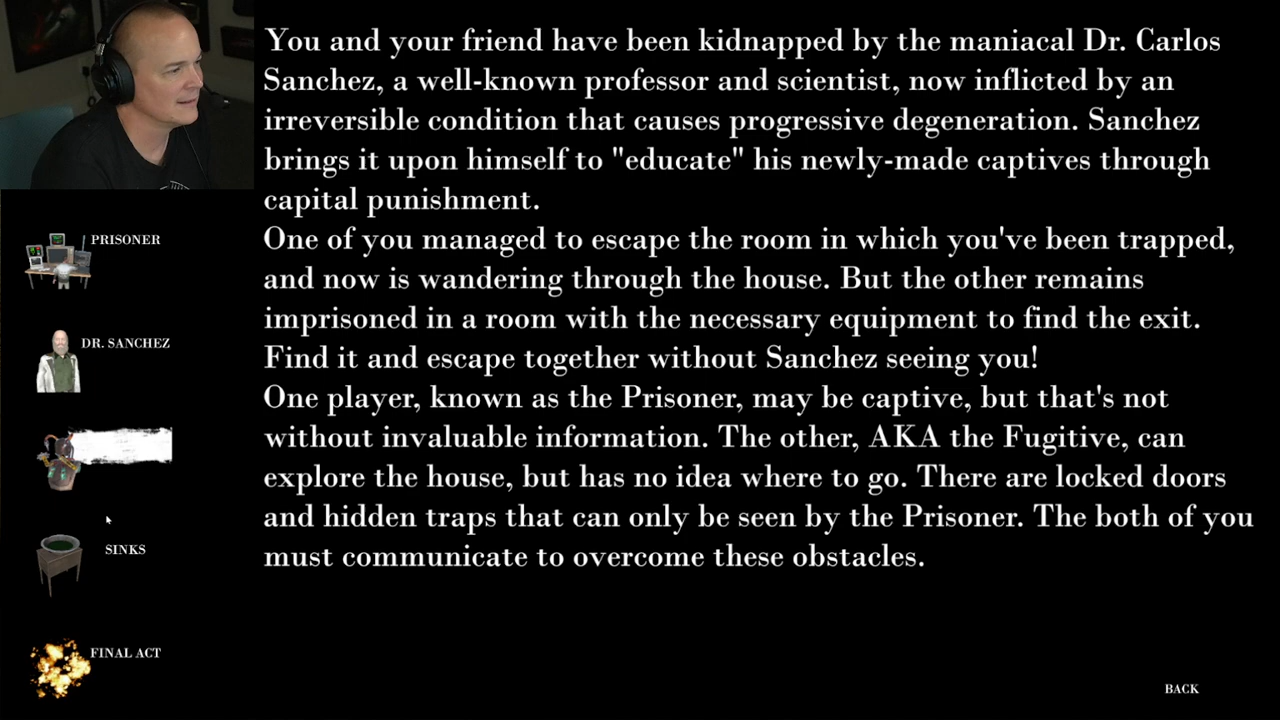 You and your friend have been kidnapped by the maniacal Dr. Carlos
Sanchez, a well-known professor and scientist, now inflicted by an
irreversible condition that causes progressive degeneration. Sanchez
brings it upon himself to "educate" his newly-made captives through
capital punishment.
One of you managed to escape the room in which you've been trapped,
and now is wandering through the house. But the other remains
imprisoned in a room with the necessary equipment to find the exit.
Find it and escape together without Sanchez seeing you!
One player, known as the Prisoner, may be captive, but that's not
without invaluable information. The other, AKA the Fugitive, can
explore the house, but has no idea where to go. There are locked doors
and hidden traps that can only be seen by the Prisoner. The both of you
must communicate to overcome these obstacles.
PRISONER
DR. SANCHEZ
SINKS
FINAL ACT
BACK